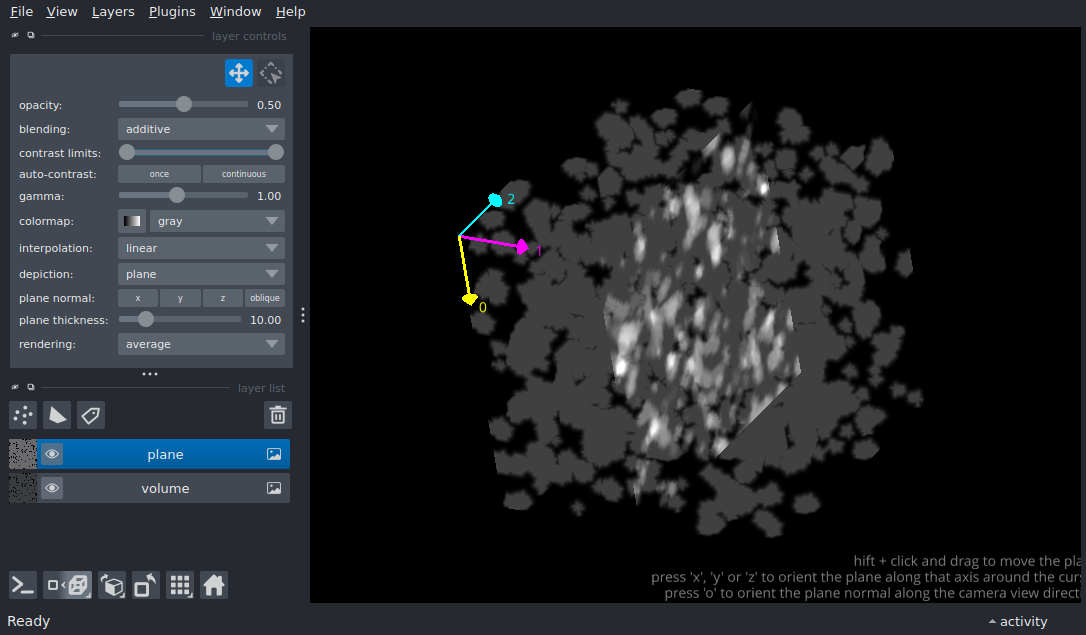 File View Layers Plugins Window Help
layer controls
opacity: 0.50
blending: additive
contrast limits:
auto-contrast: once continuous
gamma: 1.00
colormap: gray
interpolation: linear
depiction: plane
plane normal: x y z oblique
plane thickness: 10.00
rendering: average
layer list
plane
volume
2
1
0
hift + click and drag to move the pla
press 'x', 'y' or 'z' to orient the plane along that axis around the curs
press 'o' to orient the plane normal along the camera view direct
Ready activity